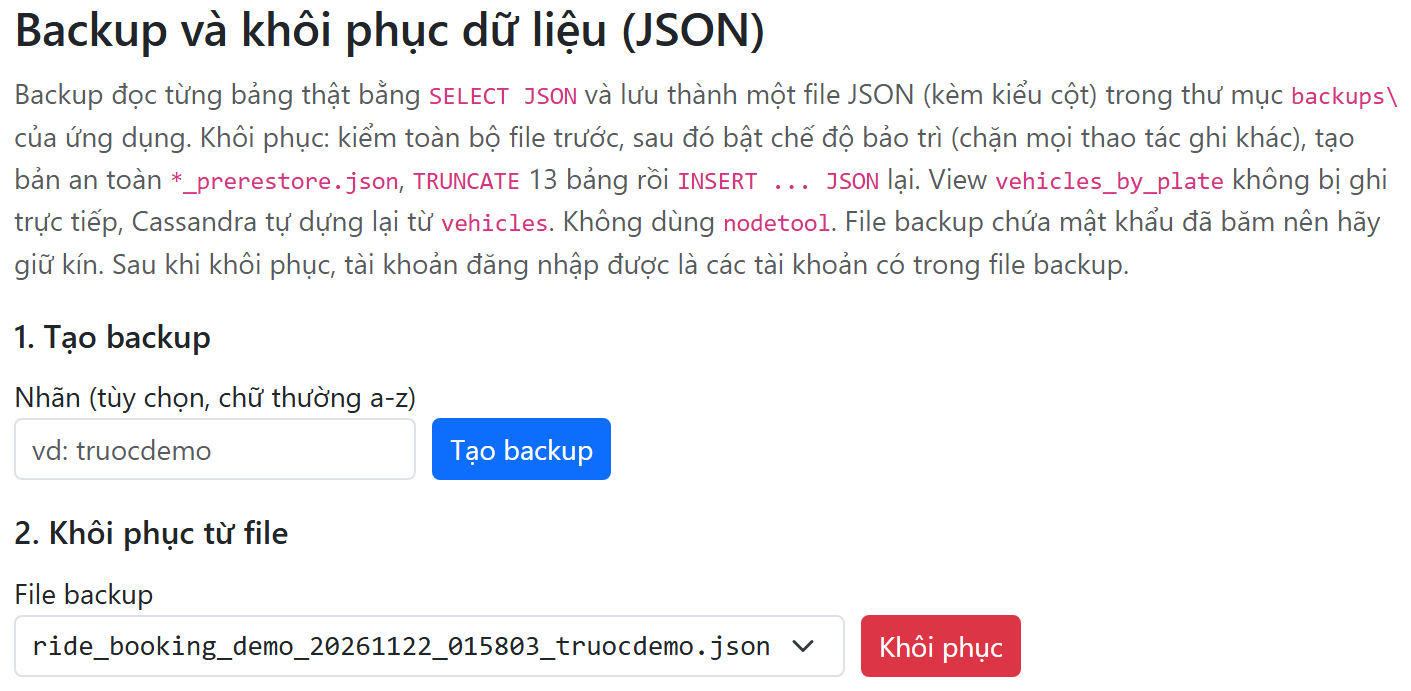 Backup và khôi phục dữ liệu (JSON)
Backup đọc từng bảng thật bằng SELECT JSON và lưu thành một file JSON (kèm kiểu cột) trong thư mục backups\
của ứng dụng. Khôi phục: kiểm toàn bộ file trước, sau đó bật chế độ bảo trì (chặn mọi thao tác ghi khác), tạo
bản an toàn *_prerestore.json, TRUNCATE 13 bảng rồi INSERT ... JSON lại. View vehicles_by_plate không bị ghi
trực tiếp, Cassandra tự dựng lại từ vehicles. Không dùng nodetool. File backup chứa mật khẩu đã băm nên hãy
giữ kín. Sau khi khôi phục, tài khoản đăng nhập được là các tài khoản có trong file backup.
1. Tạo backup
Nhãn (tùy chọn, chữ thường a-z)
vd: truocdemo
Tạo backup
2. Khôi phục từ file
File backup
ride_booking_demo_20261122_015803_truocdemo.json
Khôi phục